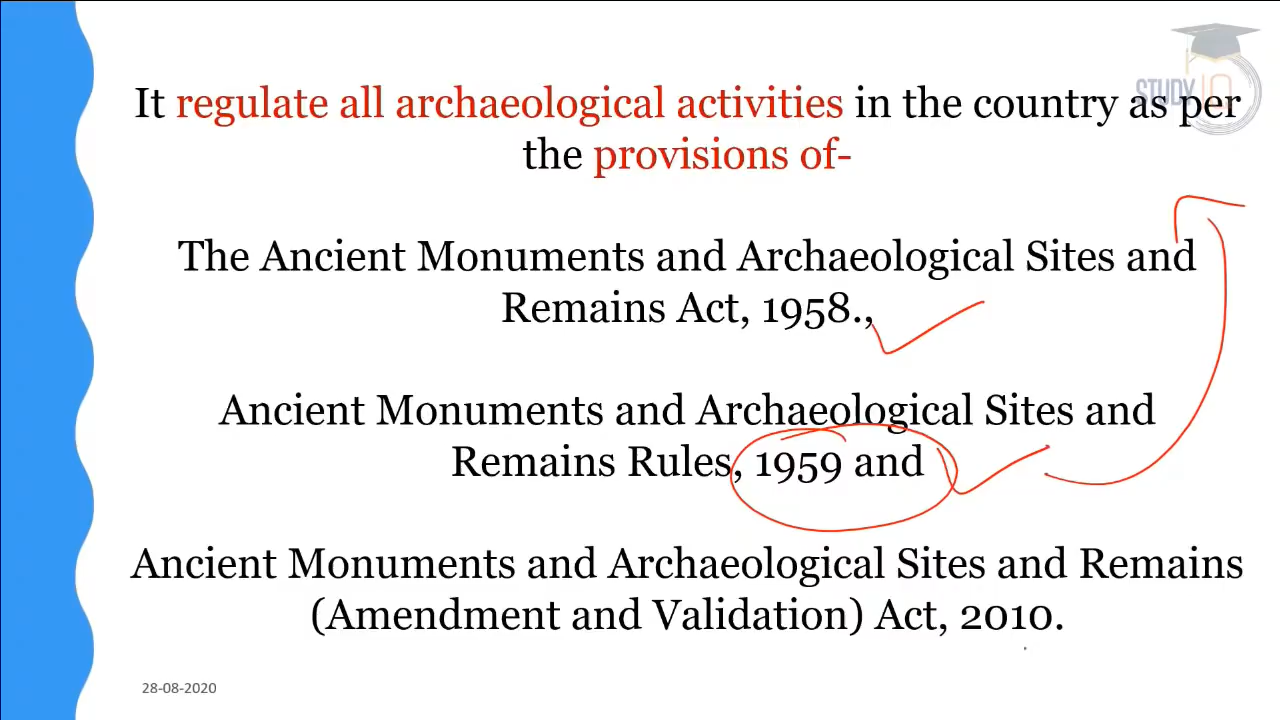 STUDY IQ
It regulate all archaeological activities in the country as per
the provisions of-
The Ancient Monuments and Archaeological Sites and
Remains Act, 1958.,
Ancient Monuments and Archaeological Sites and
Remains Rules, 1959 and
Ancient Monuments and Archaeological Sites and Remains
(Amendment and Validation) Act, 2010.
28-08-2020